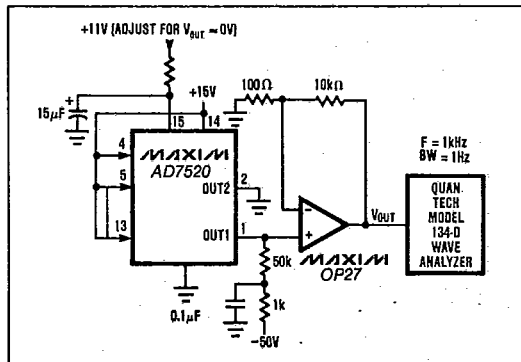 +11V (ADJUST FOR VOUT ≈ 0V)
+15V
100Ω
10kΩ
15μF
+
15
14
4
5
13
MAXIM
AD7520
OUT2
2
OUT1
1
−
+
VOUT
MAXIM
OP27
F = 1kHz
BW = 1Hz
QUAN
TECH
MODEL
134-D
WAVE
ANALYZER
50k
1k
0.1μF
−50V